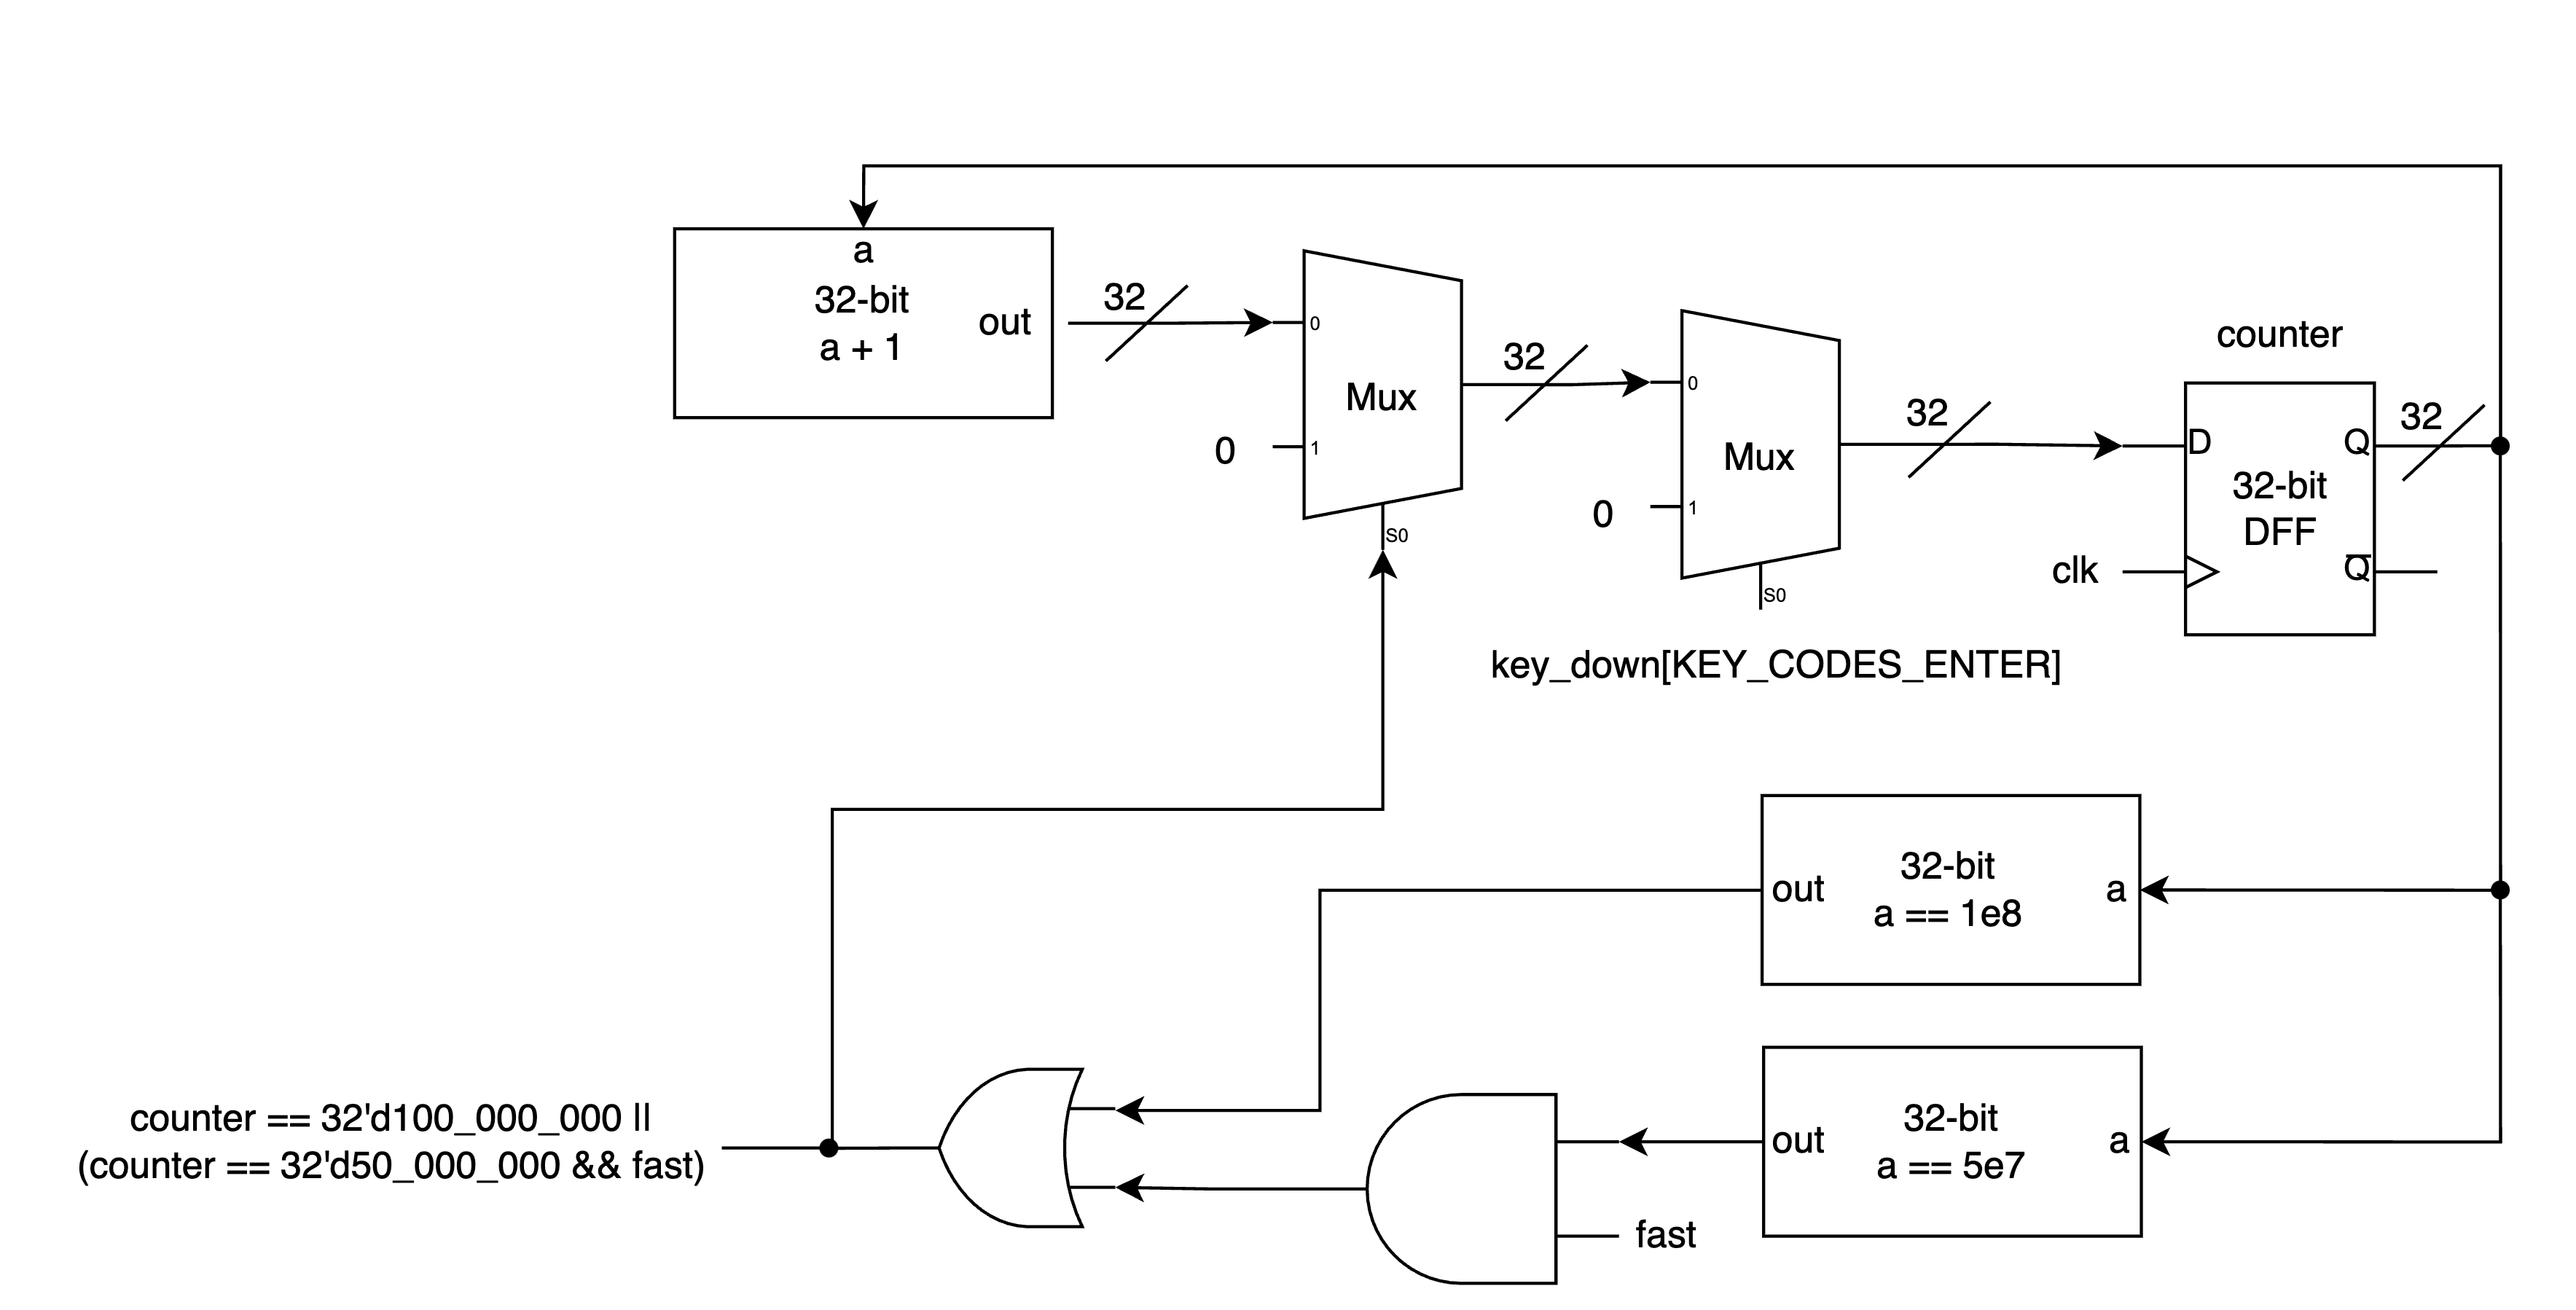 a
32-bit
a + 1
out
32
0
1
Mux
0
S0
32
0
1
Mux
0
S0
key_down[KEY_CODES_ENTER]
32
counter
D
Q
32-bit
DFF
Q
clk
32
32-bit
a == 1e8
out
a
32-bit
a == 5e7
out
a
fast
counter == 32'd100_000_000 ||
(counter == 32'd50_000_000 && fast)